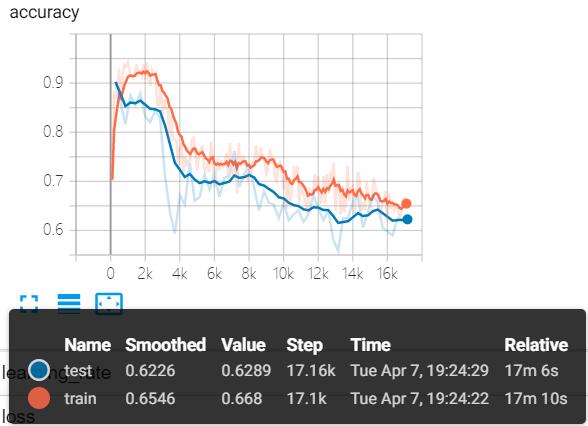 accuracy
0.9
0.8
0.7
0.6
0 2k 4k 6k 8k 10k 12k 14k 16k
Name Smoothed Value Step Time Relative
learning_rate
test 0.6226 0.6289 17.16k Tue Apr 7, 19:24:29 17m 6s
train 0.6546 0.668 17.1k Tue Apr 7, 19:24:22 17m 10s
loss